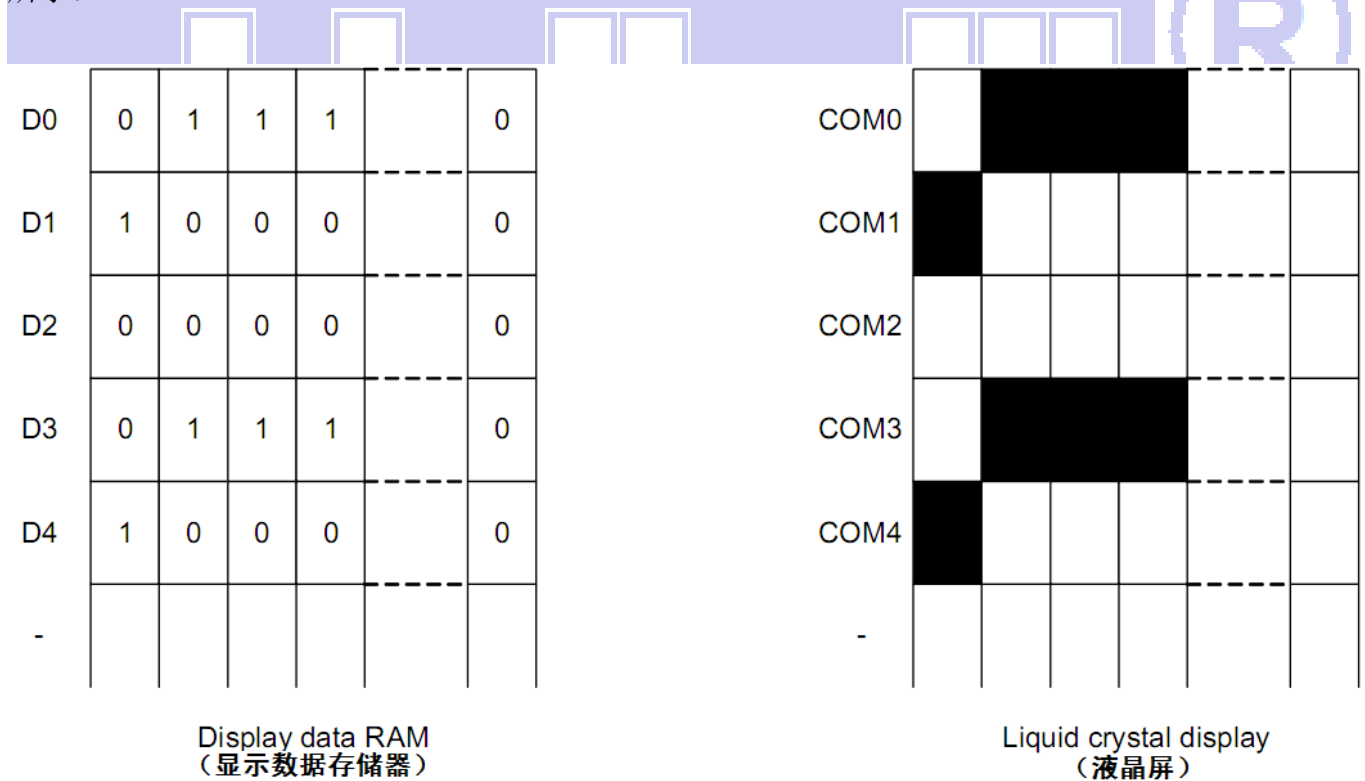 D0 0 1 1 1 0 COM0
D1 1 0 0 0 0 COM1
D2 0 0 0 0 0 COM2
D3 0 1 1 1 0 COM3
D4 1 0 0 0 0 COM4
- -
Display data RAM Liquid crystal display
（显示数据存储器） （液晶屏）